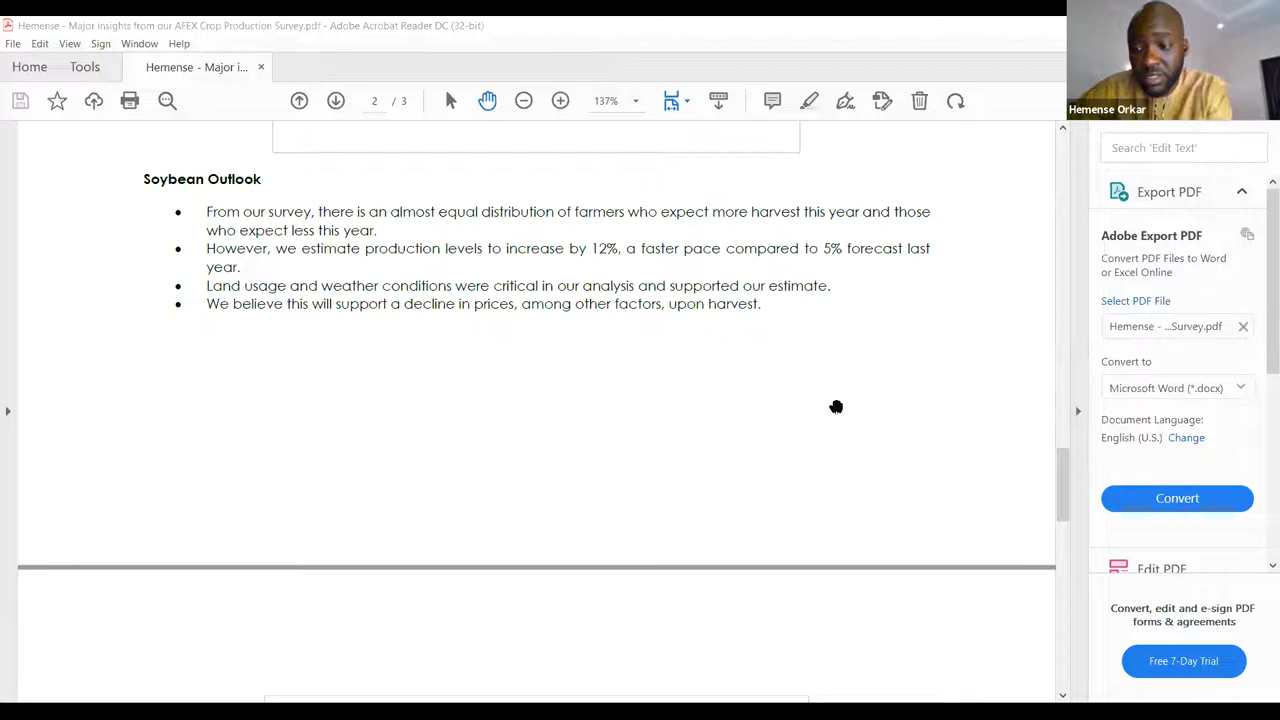 Hemense - Major insights from our AFEX Crop Production Survey.pdf - Adobe Acrobat Reader DC (32-bit)
File Edit View Sign Window Help
Home Tools Hemense - Major i... ×
2 / 3 137%
Hemense Orkar
Soybean Outlook
• From our survey, there is an almost equal distribution of farmers who expect more harvest this year and those
who expect less this year.
• However, we estimate production levels to increase by 12%, a faster pace compared to 5% forecast last
year.
• Land usage and weather conditions were critical in our analysis and supported our estimate.
• We believe this will support a decline in prices, among other factors, upon harvest.
Search 'Edit Text'
Export PDF
Adobe Export PDF
Convert PDF Files to Word
or Excel Online
Select PDF File
Hemense - ...Survey.pdf
Convert to
Microsoft Word (*.docx)
Document Language:
English (U.S.) Change
Convert
Edit PDF
Convert, edit and e-sign PDF
forms & agreements
Free 7-Day Trial